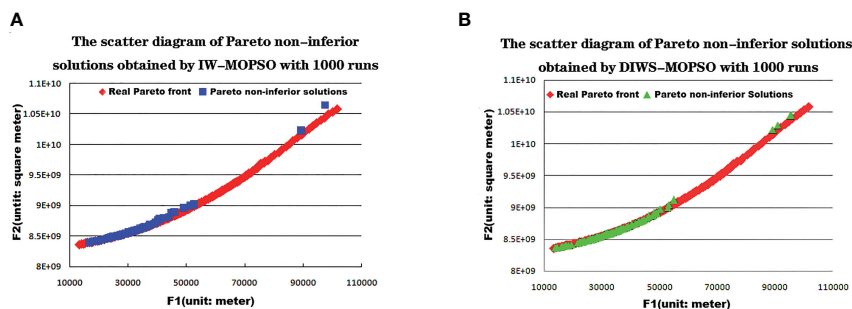 A
The scatter diagram of Pareto non-inferior
solutions obtained by IW-MOPSO with 1000 runs
1.1E+10
1.05E+10
1E+10
9.5E+09
9E+09
8.5E+09
8E+09
F2(untit: square meter)
Real Pareto front
Pareto non-inferior solutions
10000
30000
50000
70000
90000
110000
F1(unit: meter)
B
The scatter diagram of Pareto non-inferior solutions
obtained by DIWS-MOPSO with 1000 runs
1.1E+10
1.05E+10
1E+10
9.5E+09
9E+09
8.5E+09
8E+09
F2(untit: square meter)
Real Pareto front
Pareto non-inferior Solutions
10000
30000
50000
70000
90000
110000
F1(unit: meter)